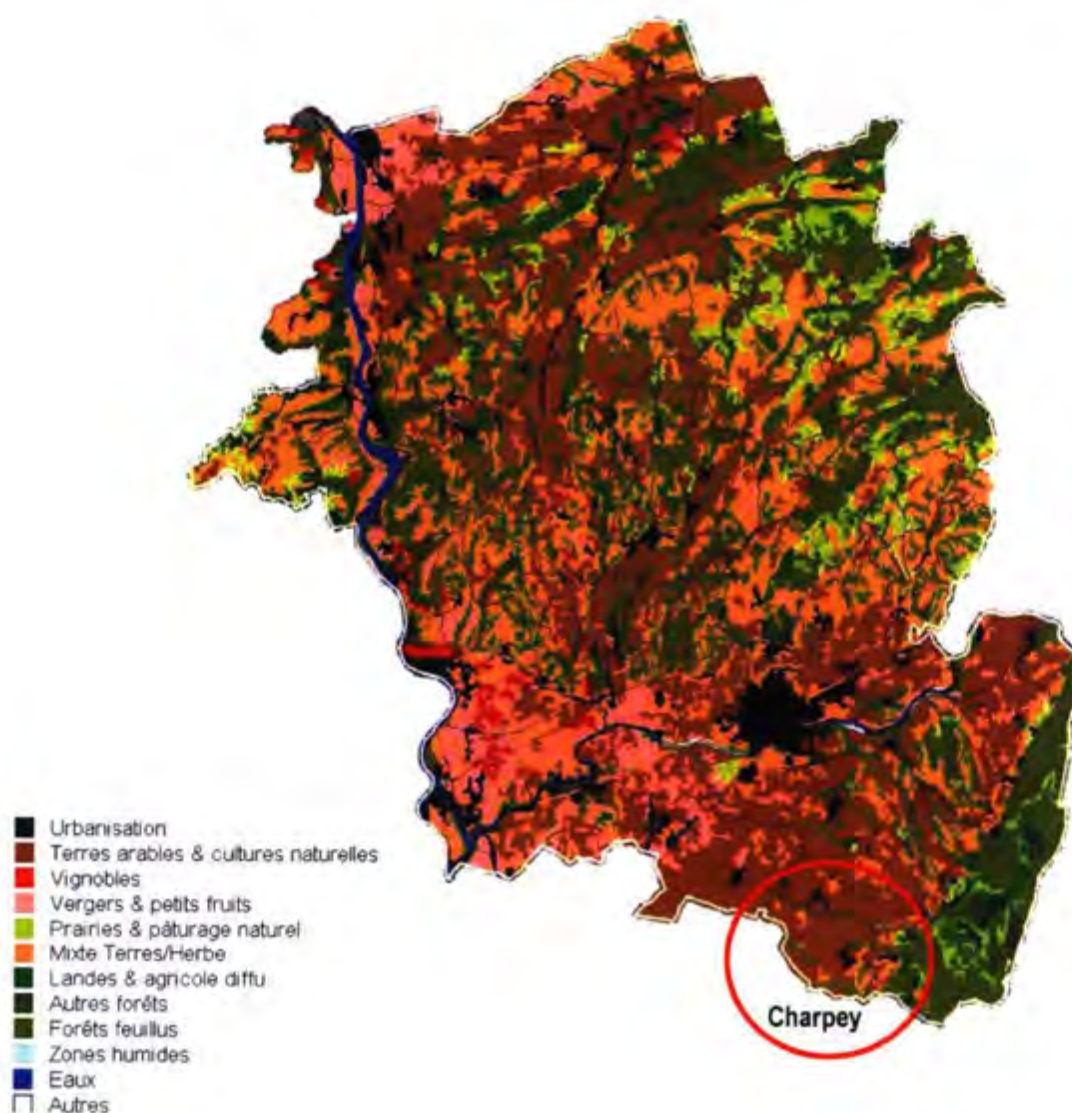 Urbanisation
Terres arables & cultures naturelles
Vignobles
Vergers & petits fruits
Prairies & pâturage naturel
Mixte Terres/Herbe
Landes & agricole diffu
Autres forêts
Forêts feuillus
Zones humides
Eaux
Autres
Charpey